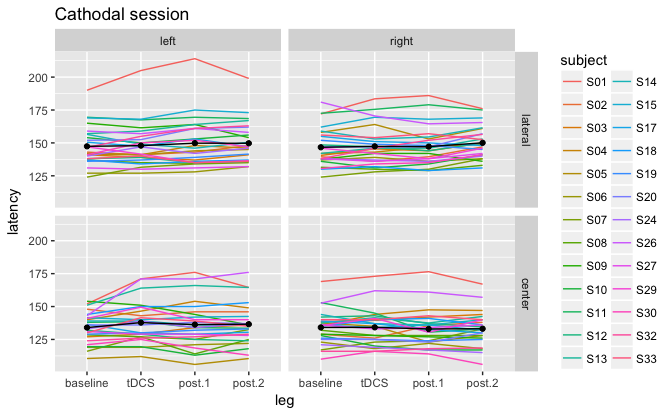 Cathodal session
left
right
latency
200
175
150
125
lateral
200
175
150
125
center
baseline tDCS post.1 post.2
baseline tDCS post.1 post.2
leg
subject
S01 S14
S02 S15
S03 S17
S04 S18
S05 S19
S06 S20
S07 S24
S08 S26
S09 S27
S10 S29
S11 S30
S12 S32
S13 S33